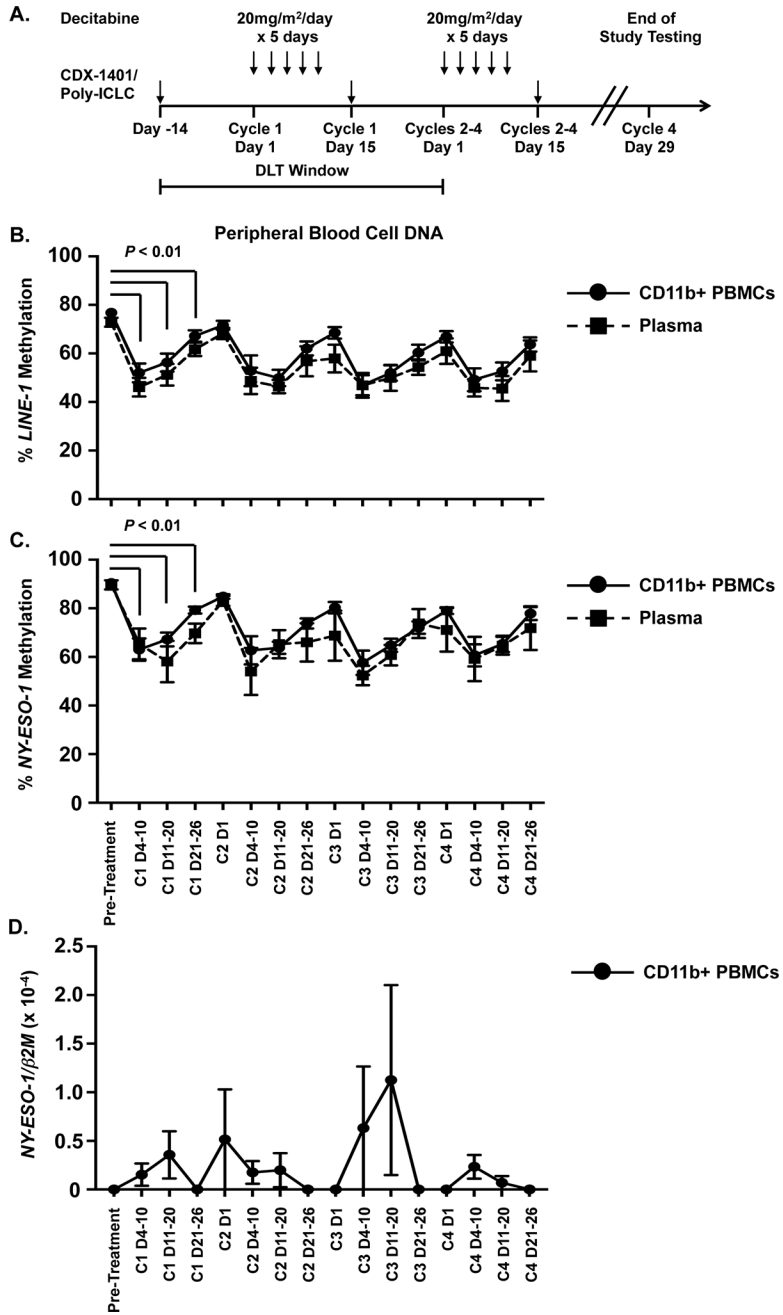 A.
Decitabine
20mg/m²/day
x 5 days
20mg/m²/day
x 5 days
End of
Study Testing
CDX-1401/
Poly-ICLC
Day -14
Cycle 1
Day 1
Cycle 1
Day 15
Cycles 2-4
Day 1
Cycles 2-4
Day 15
Cycle 4
Day 29
DLT Window
B.
Peripheral Blood Cell DNA
P < 0.01
% LINE-1 Methylation
100
80
60
40
20
0
CD11b+ PBMCs
Plasma
C.
P < 0.01
% NY-ESO-1 Methylation
100
80
60
40
20
0
CD11b+ PBMCs
Plasma
Pre-Treatment
C1 D4-10
C1 D11-20
C1 D21-26
C2 D1
C2 D4-10
C2 D11-20
C2 D21-26
C3 D1
C3 D4-10
C3 D11-20
C3 D21-26
C4 D1
C4 D4-10
C4 D11-20
C4 D21-26
D.
NY-ESO-1/β2M (x 10⁻⁴)
2.5
2.0
1.5
1.0
0.5
0
CD11b+ PBMCs
Pre-Treatment
C1 D4-10
C1 D11-20
C1 D21-26
C2 D1
C2 D4-10
C2 D11-20
C2 D21-26
C3 D1
C3 D4-10
C3 D11-20
C3 D21-26
C4 D1
C4 D4-10
C4 D11-20
C4 D21-26